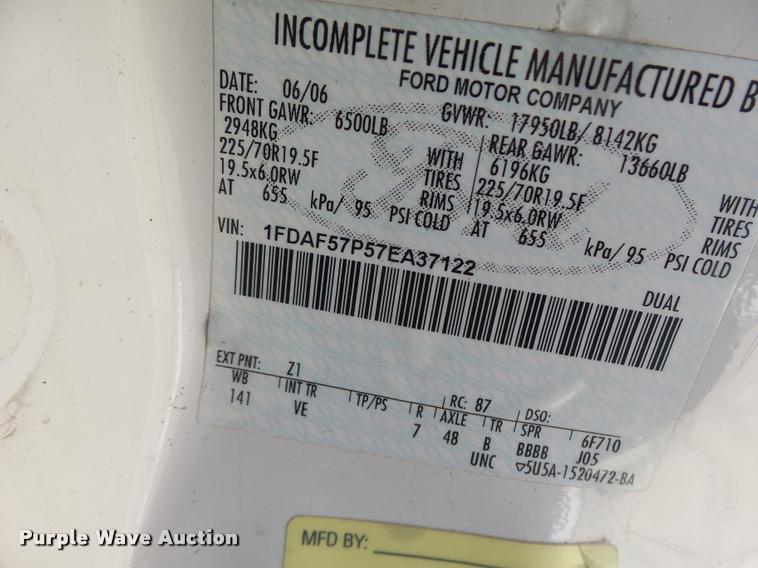 INCOMPLETE VEHICLE MANUFACTURED B
FORD MOTOR COMPANY
DATE: 06/06 GVWR: 17950LB/ 8142KG
FRONT GAWR: 6500LB REAR GAWR: 13660LB
2948KG WITH 6196KG WITH
225/70R19.5F TIRES 225/70R19.5F TIRES
19.5x6.0RW RIMS 19.5x6.0RW RIMS
AT 655 kPa/ 95 PSI COLD AT 655 kPa/ 95 PSI COLD
VIN: 1FDAF57P57EA37122
DUAL
EXT PNT: Z1 RC: 87 DSO:
WB INT TR TP/PS R AXLE TR SPR 6F710
141 VE 7 48 B BBBB J05
UNC ▽5U5A-1520472-BA
MFD BY:
Purple Wave Auction